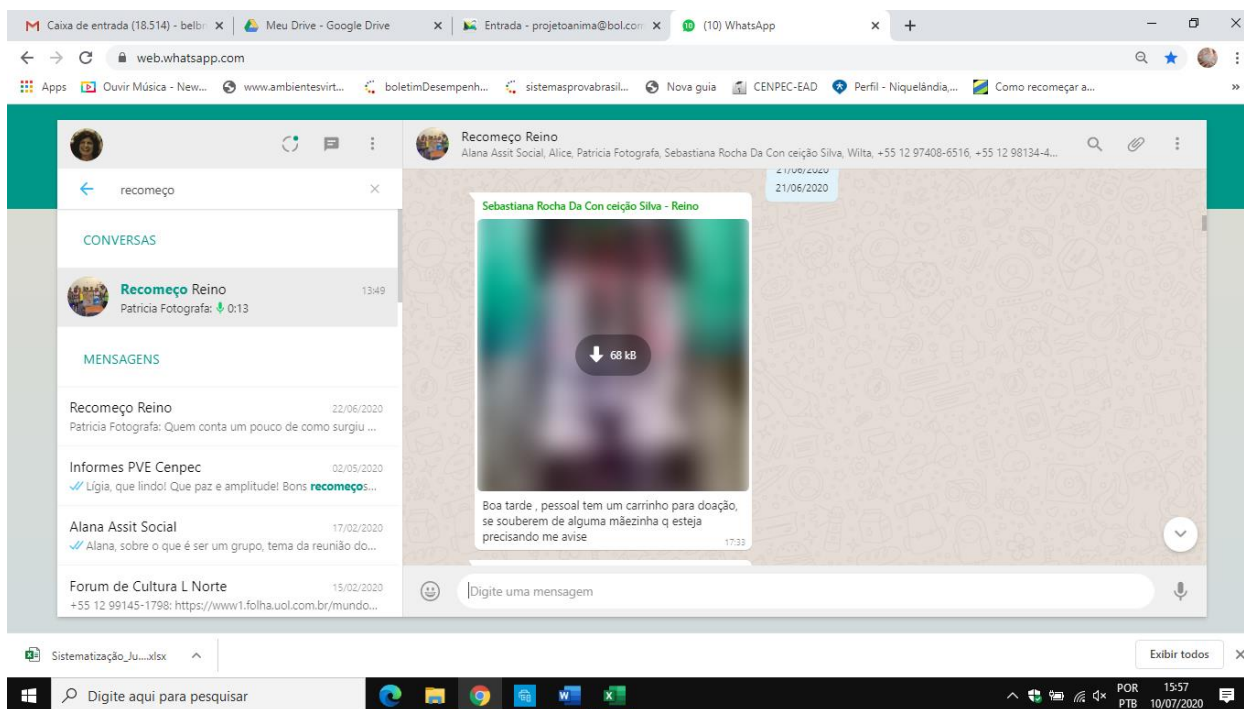 Caixa de entrada (18.514) - belbr
Meu Drive - Google Drive
Entrada - projetoanima@bol.com
(10) WhatsApp
web.whatsapp.com
Apps
Ouvir Música - New...
www.ambientesvirt...
boletimDesempenh...
sistemasprovabrasil...
Nova guia
CENPEC-EAD
Perfil - Niquelândia,...
Como recomeçar a...
recomeço
CONVERSAS
Recomeço Reino
13:49
Patricia Fotografa: 0:13
MENSAGENS
Recomeço Reino
22/06/2020
Patricia Fotografa: Quem conta um pouco de como surgiu ...
Informes PVE Cenpec
02/05/2020
Lígia, que lindo! Que paz e amplitude! Bons recomeços...
Alana Assit Social
17/02/2020
Alana, sobre o que é ser um grupo, tema da reunião do...
Forum de Cultura L Norte
15/02/2020
+55 12 99145-1798: https://www1.folha.uol.com.br/mundo...
Recomeço Reino
Alana Assit Social, Alice, Patricia Fotografa, Sebastiana Rocha Da Con ceição Silva, Wilta, +55 12 97408-6516, +55 12 98134-4...
21/06/2020
21/06/2020
Sebastiana Rocha Da Con ceição Silva - Reino
68 kB
Boa tarde , pessoal tem um carrinho para doação,
se souberem de alguma mãezinha q esteja
precisando me avise
17:33
Digite uma mensagem
Sistematização_Ju....xlsx
Exibir todos
Digite aqui para pesquisar
POR
PTB
15:57
10/07/2020